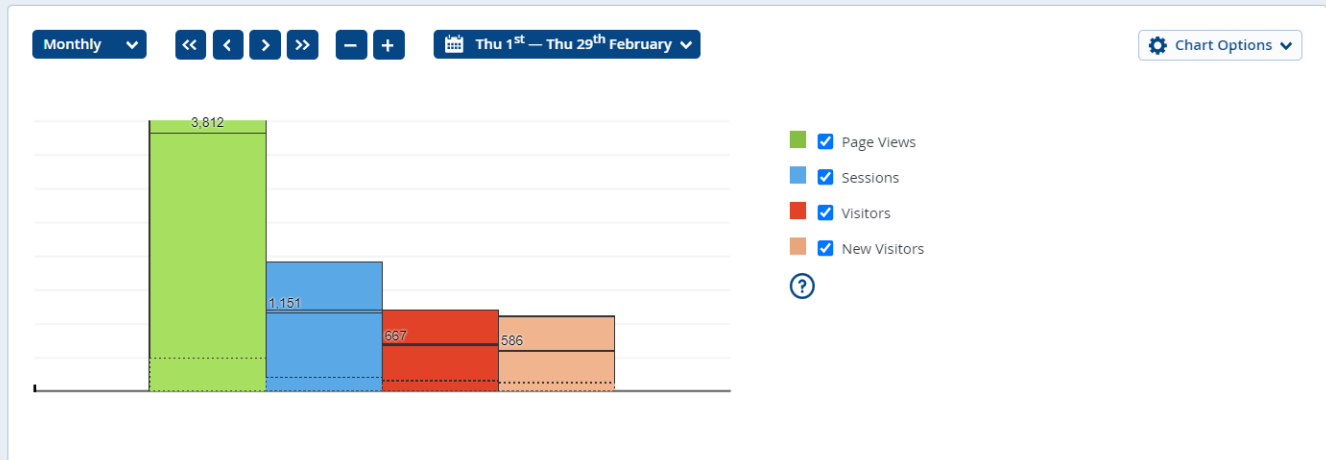 Monthly
<<
<
>
>>
−
+
Thu 1st — Thu 29th February
Chart Options
3,812
1,151
667
586
Page Views
Sessions
Visitors
New Visitors
?